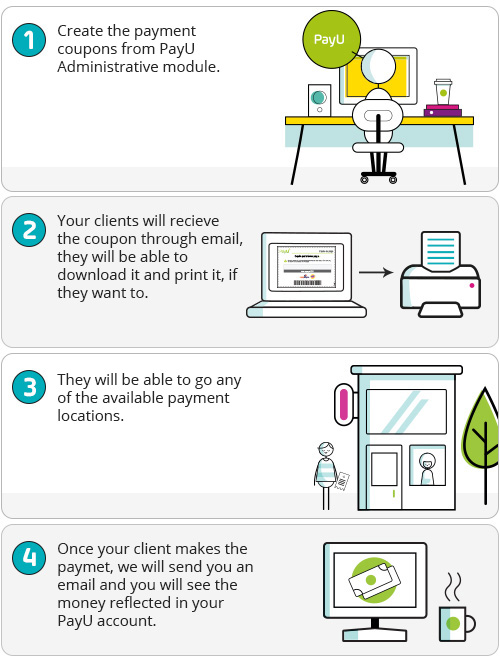 1
Create the payment
coupons from PayU
Administrative module.
PayU
2
Your clients will recieve
the coupon through email,
they will be able to
download it and print it, if
they want to.
3
They will be able to go any
of the available payment
locations.
4
Once your client makes the
paymet, we will send you an
email and you will see the
money reflected in your
PayU account.